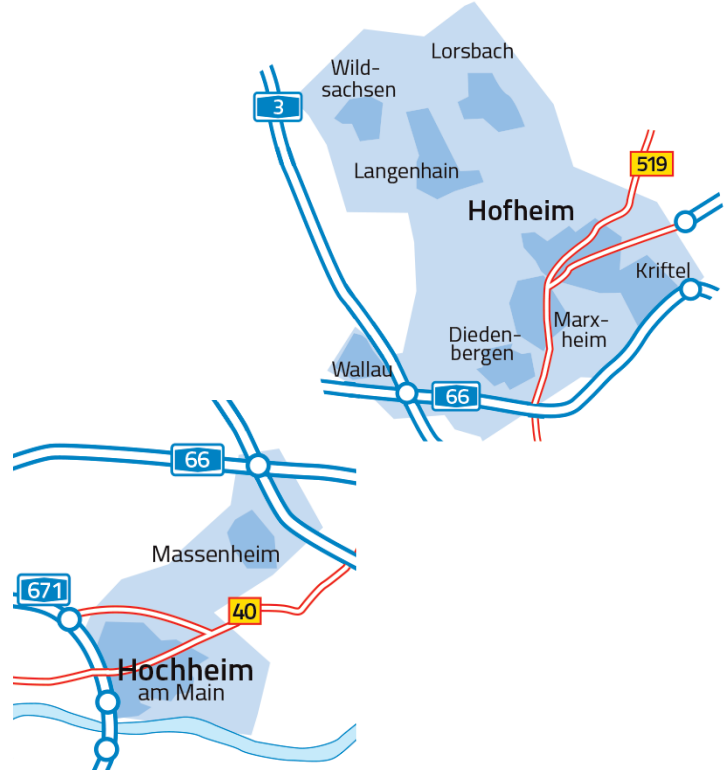 Lorsbach
Wild-
sachsen
3
519
Langenhain
Hofheim
Kriftel
Marx-
heim
Dieden-
bergen
Wallau
66
66
Massenheim
671
40
Hochheim
am Main